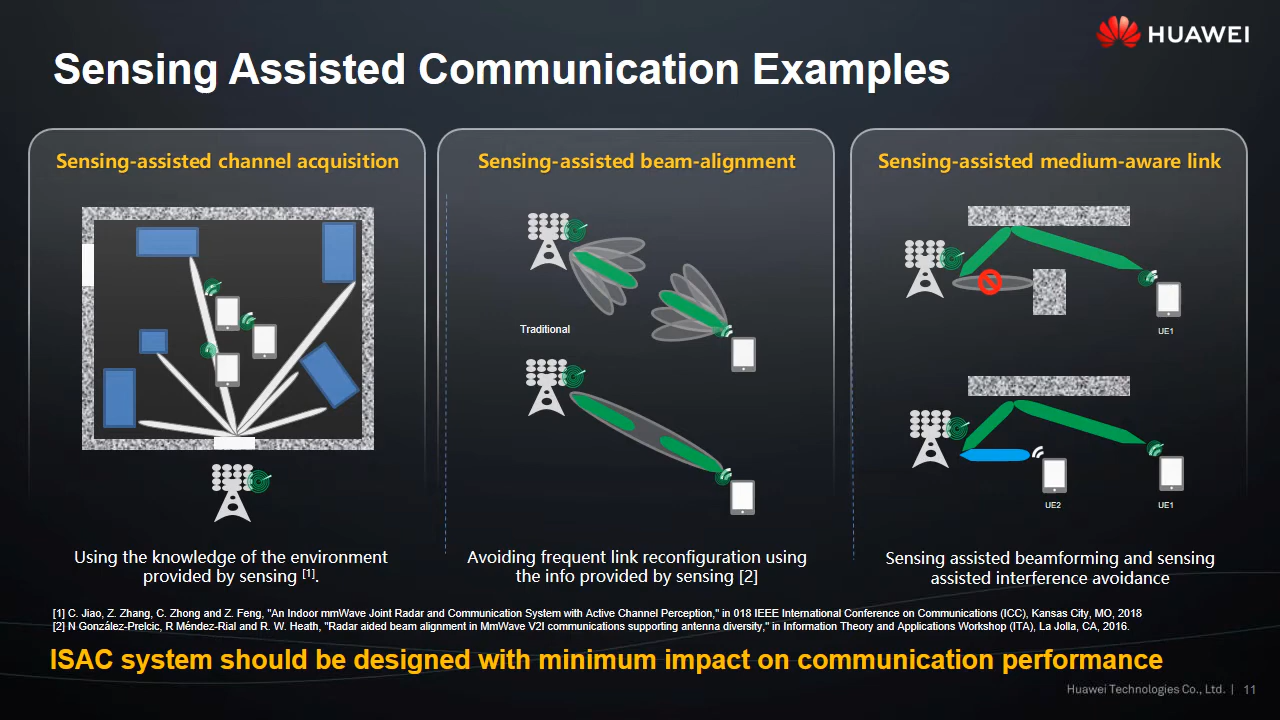 HUAWEI
Sensing Assisted Communication Examples
Sensing-assisted channel acquisition
Using the knowledge of the environment
provided by sensing [1].
Sensing-assisted beam-alignment
Traditional
Avoiding frequent link reconfiguration using
the info provided by sensing [2]
Sensing-assisted medium-aware link
UE1
UE2
UE1
Sensing assisted beamforming and sensing
assisted interference avoidance
[1] C. Jiao, Z. Zhang, C. Zhong and Z. Feng, "An Indoor mmWave Joint Radar and Communication System with Active Channel Perception," in 018 IEEE International Conference on Communications (ICC), Kansas City, MO, 2018
[2] N González-Prelcic, R Méndez-Rial and R. W. Heath, "Radar aided beam alignment in MmWave V2I communications supporting antenna diversity," in Information Theory and Applications Workshop (ITA), La Jolla, CA, 2016.
ISAC system should be designed with minimum impact on communication performance
Huawei Technologies Co., Ltd. | 11